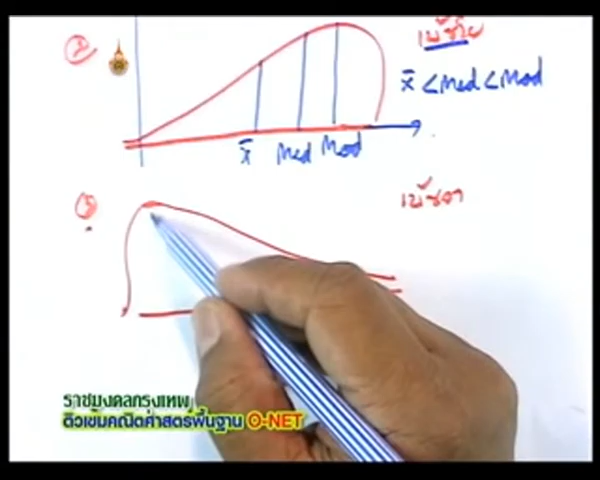 ② เบ้ซ้าย
x̄ < Med < Mod
x̄ Med Mod
③ เบ้ขวา
ราชมงคลกรุงเทพ
ติวเข้มคณิตศาสตร์พื้นฐาน O-NET